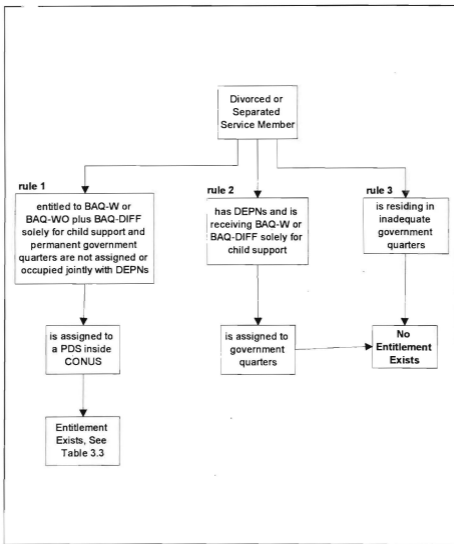 Divorced or
Separated
Service Member
rule 1
entitled to BAQ-W or
BAQ-WO plus BAQ-DIFF
solely for child support and
permanent government
quarters are not assigned or
occupied jointly with DEPNs
rule 2
has DEPNs and is
receiving BAQ-W or
BAQ-DIFF solely for
child support
rule 3
is residing in
inadequate
government
quarters
is assigned to
a PDS inside
CONUS
is assigned to
government
quarters
No
Entitlement
Exists
Entitlement
Exists, See
Table 3.3